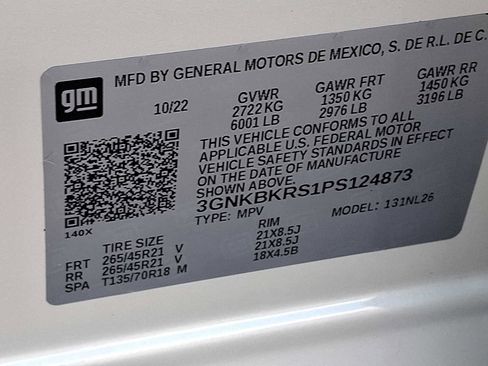 MFD BY GENERAL MOTORS DE MEXICO, S. DE R.L. DE C.
gm
10/22
GVWR
2722 KG
6001 LB
GAWR FRT
1350 KG
2976 LB
GAWR RR
1450 KG
3196 LB
THIS VEHICLE CONFORMS TO ALL
APPLICABLE U.S. FEDERAL MOTOR
VEHICLE SAFETY STANDARDS IN EFFECT
ON THE DATE OF MANUFACTURE
SHOWN ABOVE.
3GNKBKRS1PS124873
TYPE: MPV
MODEL: 131NL26
140X
TIRE SIZE
RIM
FRT 265/45R21 V 21X8.5J
RR 265/45R21 V 21X8.5J
SPA T135/70R18 M 18X4.5B